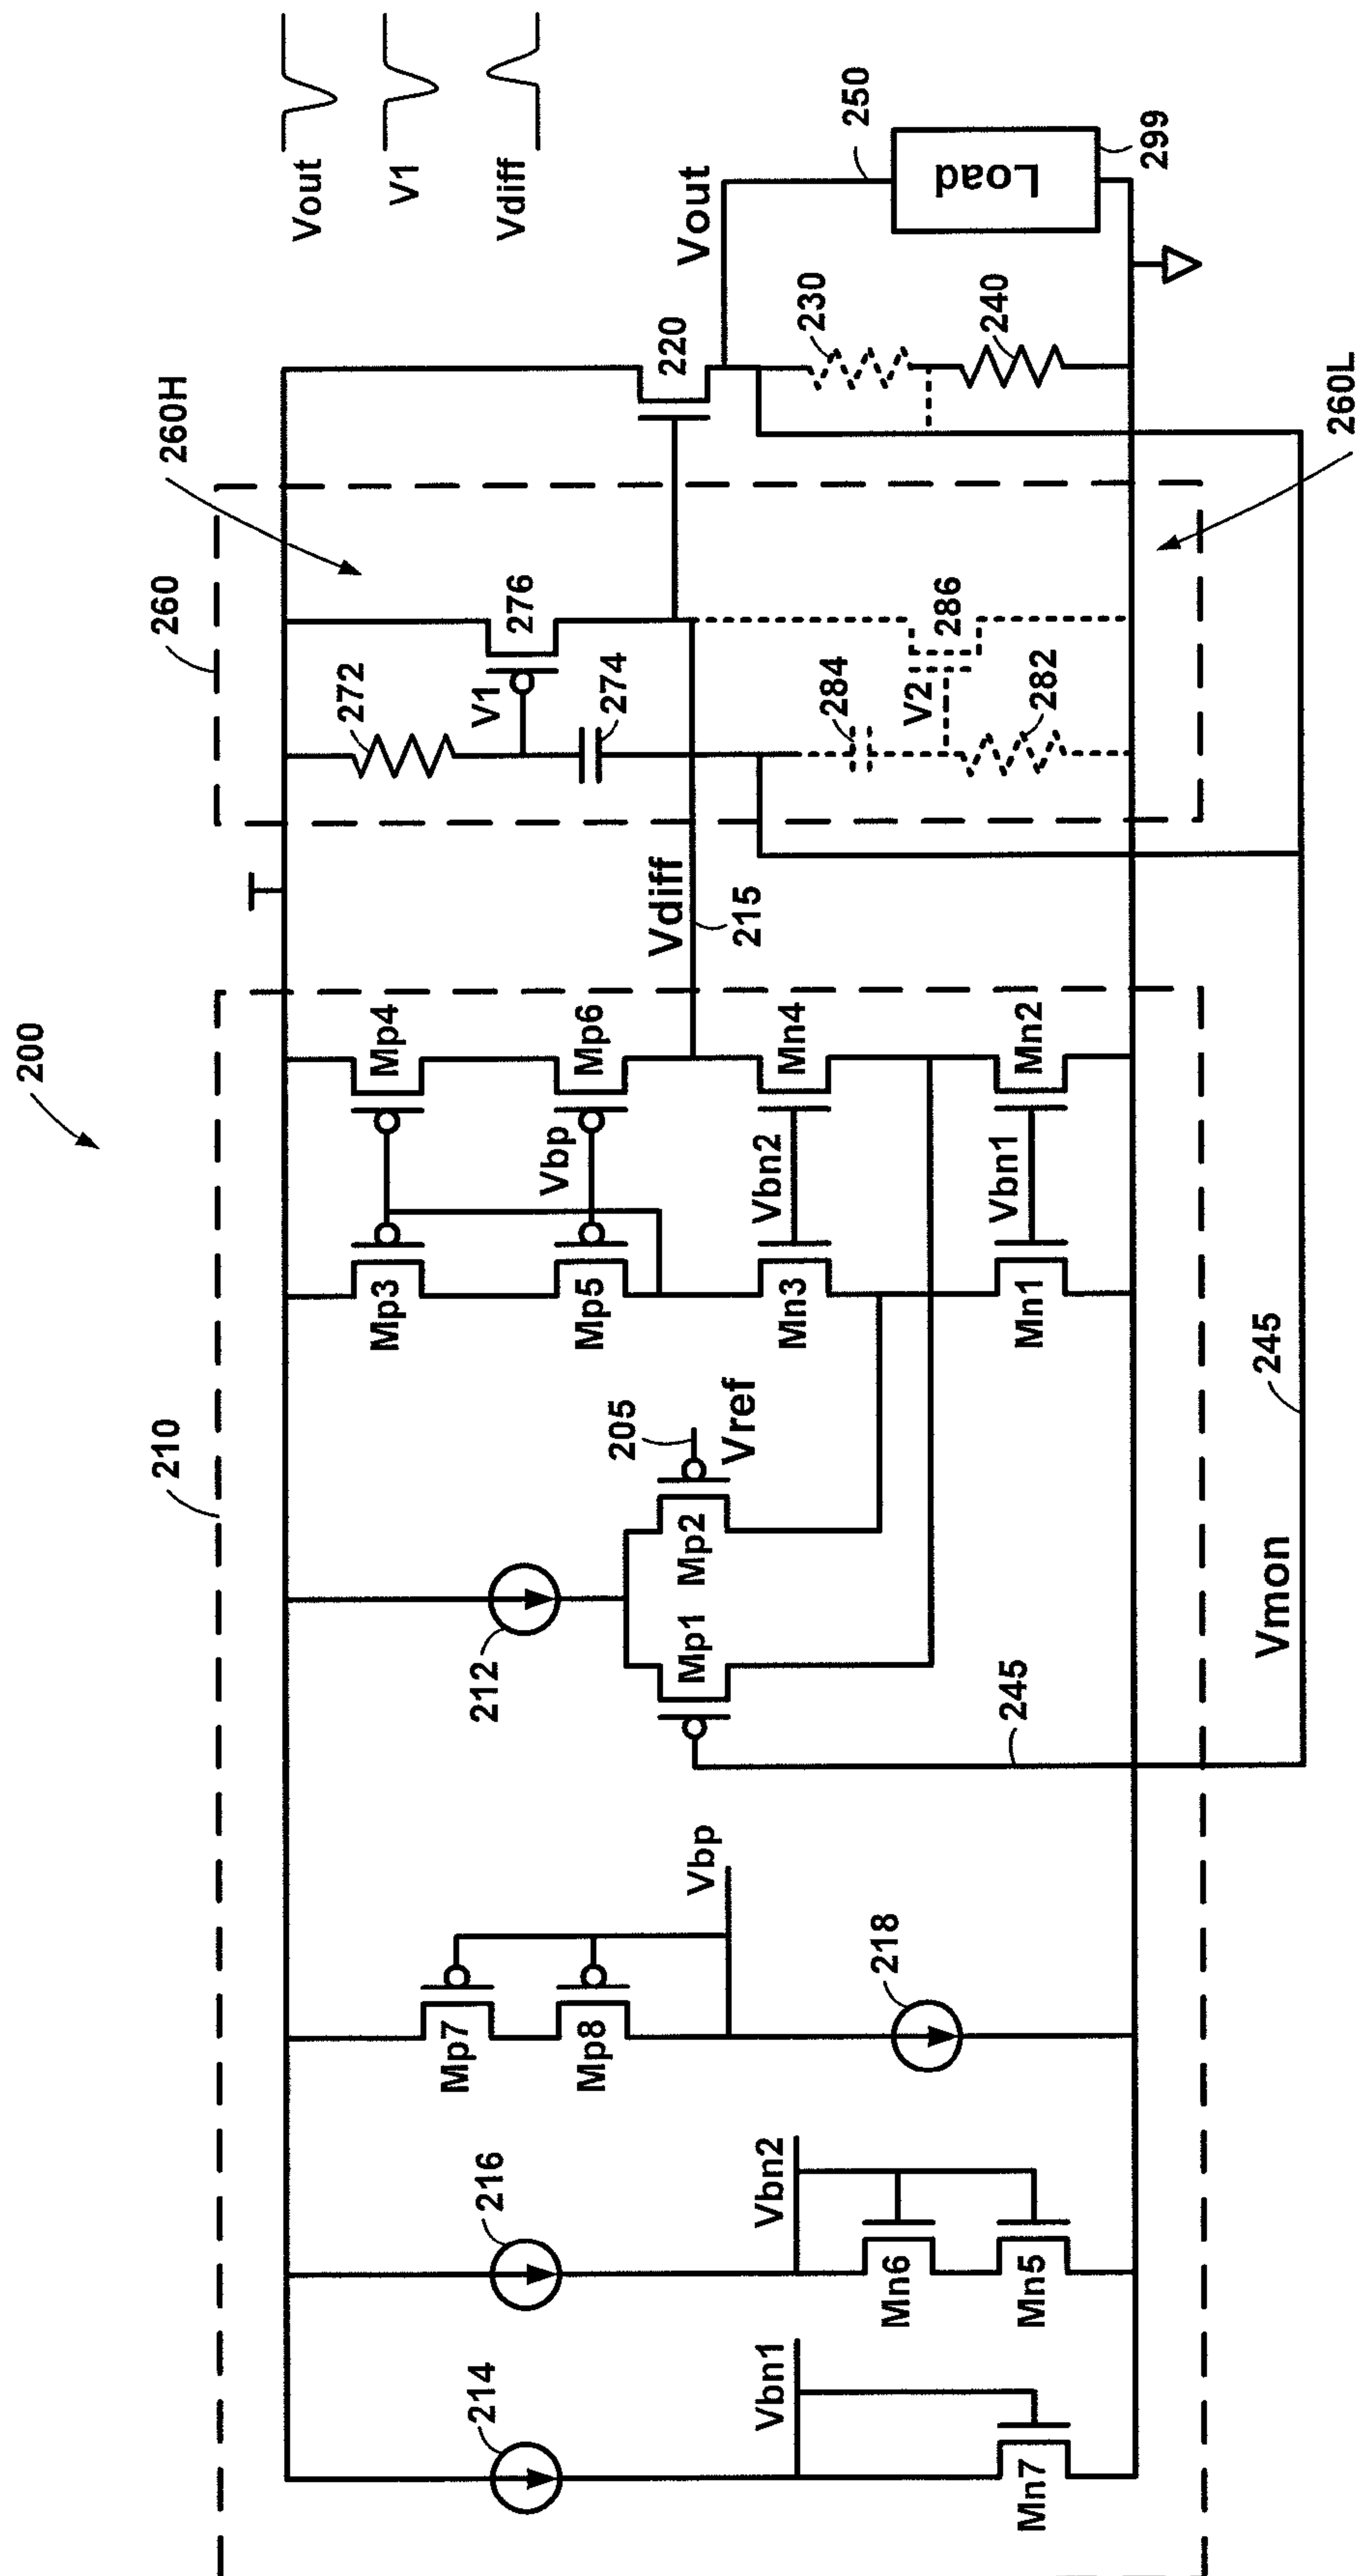 200
210
260
260H
Vout
V1
Vdiff
214
216
Mp7
Mp8
Vbp
212
Mp1
Mp2
205
Vref
Mp3
Mp4
Mp5
Vbp
Mp6
Vdiff
215
272
V1
276
274
220
Vout
250
Load
299
Vbn1
Mn7
Vbn2
Mn6
Mn5
218
245
Mn3
Vbn2
Mn4
Mn1
Vbn1
Mn2
284
V2
286
282
230
240
260L
Vmon
245